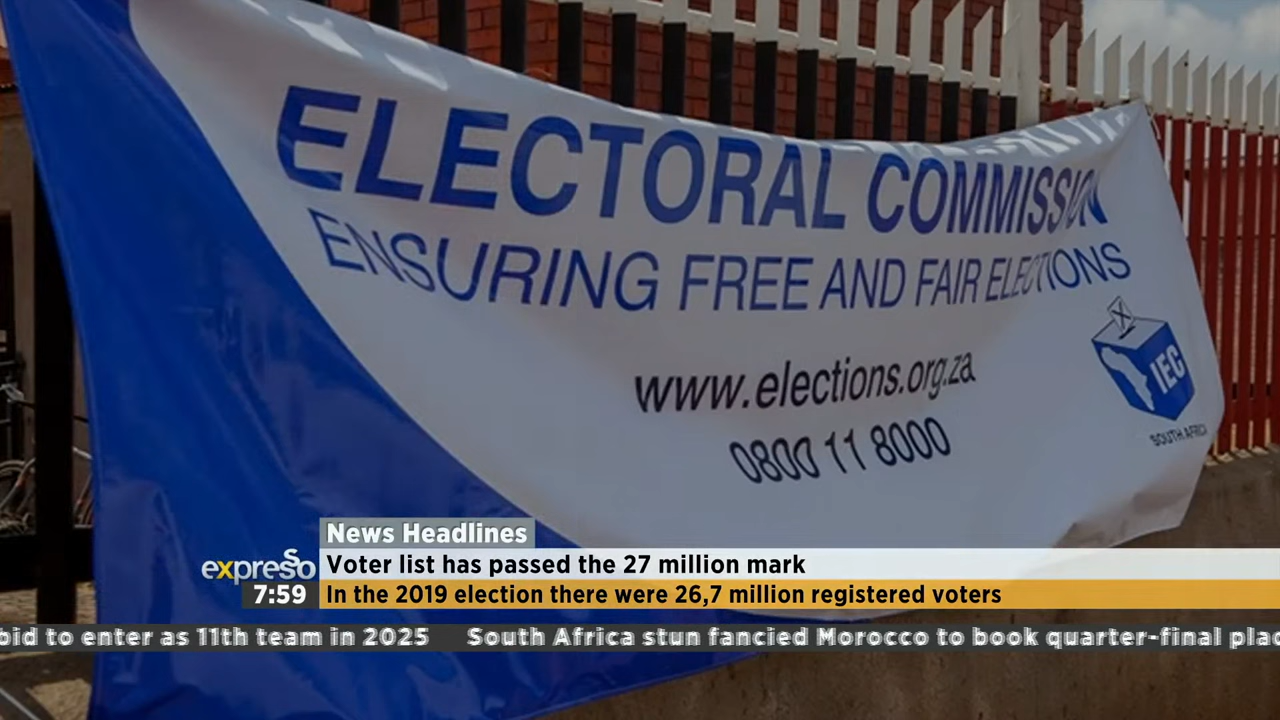 ELECTORAL COMMISSION
ENSURING FREE AND FAIR ELECTIONS
www.elections.org.za
0800 11 8000
IEC
SOUTH AFRICA
News Headlines
expresso
Voter list has passed the 27 million mark
7:59
In the 2019 election there were 26,7 million registered voters
bid to enter as 11th team in 2025 South Africa stun fancied Morocco to book quarter-final